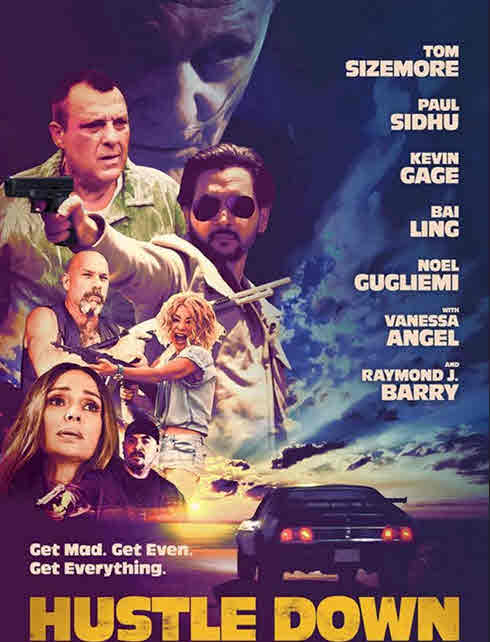 TOM
SIZEMORE
PAUL
SIDHU
KEVIN
GAGE
BAI
LING
NOEL
GUGLIEMI
WITH
VANESSA
ANGEL
AND
RAYMOND J.
BARRY
Get Mad. Get Even.
Get Everything.
HUSTLE DOWN